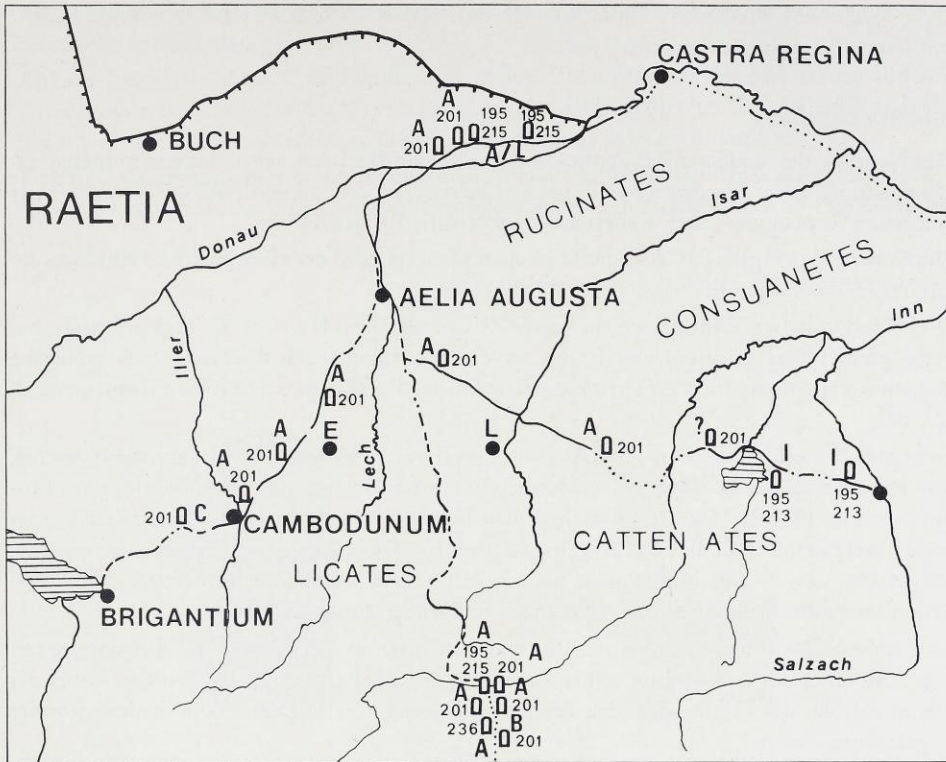 CASTRA REGINA
A
201
195
215
195
215
A
201
A/L
BUCH
RAETIA
RUCINATES
Isar
Donau
CONSUANETES
AELIA AUGUSTA
Inn
Iller
A
201
A
201
E
Lech
L
A
201
?
201
I
I
A
201
A
201
195
213
195
213
201
C
CAMBODUNUM
CATTEN ATES
LICATES
BRIGANTIUM
A
195
215
201
A
Salzach
A
201
A
201
236
B
201
A